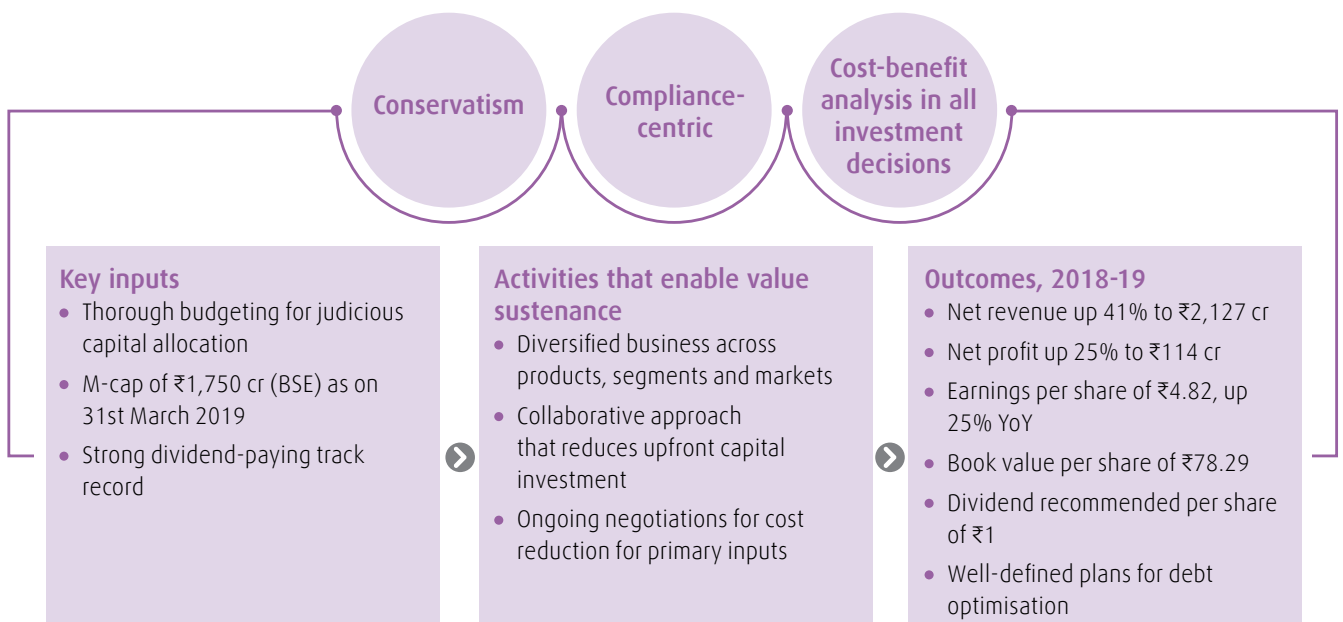 Conservatism
Compliance-
centric
Cost-benefit
analysis in all
investment
decisions
Key inputs
• Thorough budgeting for judicious
capital allocation
• M-cap of ₹1,750 cr (BSE) as on
31st March 2019
• Strong dividend-paying track
record
Activities that enable value
sustenance
• Diversified business across
products, segments and markets
• Collaborative approach
that reduces upfront capital
investment
• Ongoing negotiations for cost
reduction for primary inputs
Outcomes, 2018-19
• Net revenue up 41% to ₹2,127 cr
• Net profit up 25% to ₹114 cr
• Earnings per share of ₹4.82, up
25% YoY
• Book value per share of ₹78.29
• Dividend recommended per share
of ₹1
• Well-defined plans for debt
optimisation